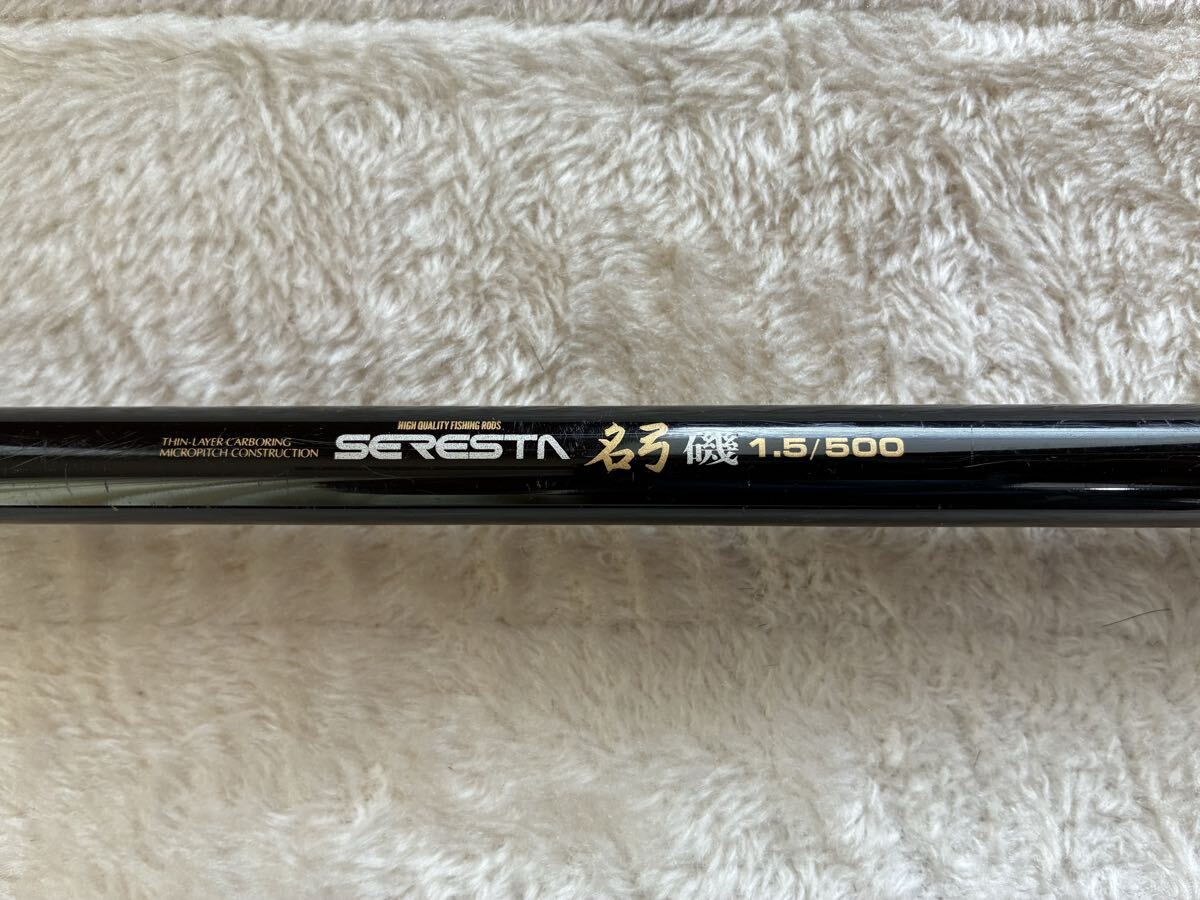 THIN-LAYER CARBORING
MICROPITCH CONSTRUCTION
HIGH QUALITY FISHING RODS
SERESTA 名弓 磯 1.5/500